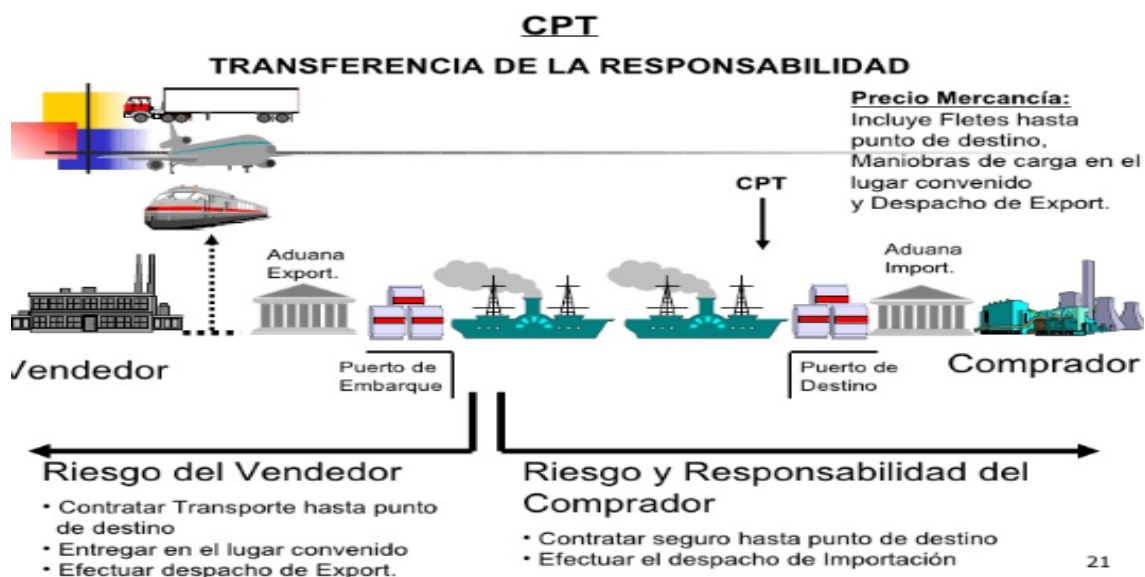 CPT
TRANSFERENCIA DE LA RESPONSABILIDAD
Precio Mercancía:
Incluye Fletes hasta
punto de destino,
Maniobras de carga en el
lugar convenido
y Despacho de Export.
CPT
Aduana
Export.
Aduana
Import.
Vendedor
Puerto de
Embarque
Puerto de
Destino
Comprador
Riesgo del Vendedor
• Contratar Transporte hasta punto
de destino
• Entregar en el lugar convenido
• Efectuar despacho de Export.
Riesgo y Responsabilidad del
Comprador
• Contratar seguro hasta punto de destino
• Efectuar el despacho de Importación
21